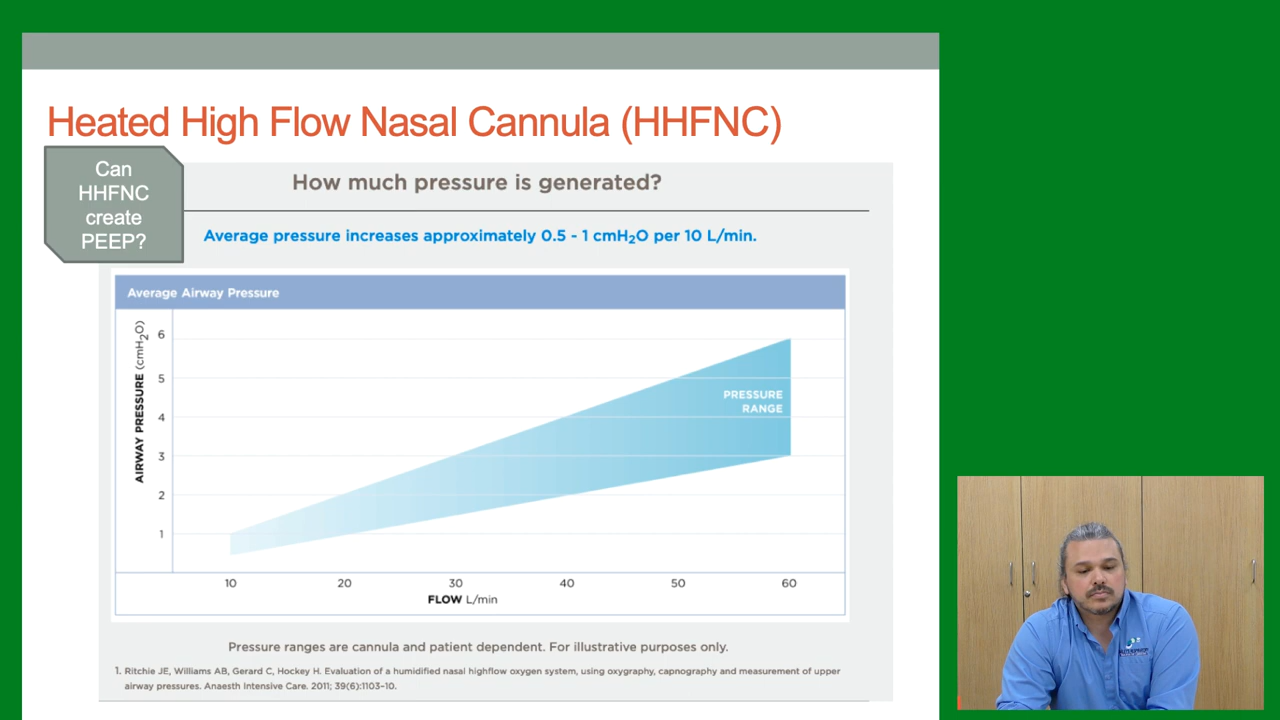 Heated High Flow Nasal Cannula (HHFNC)
Can
HHFNC
create
PEEP?
How much pressure is generated?
Average pressure increases approximately 0.5 - 1 cmH₂O per 10 L/min.
Average Airway Pressure
AIRWAY PRESSURE (cmH₂O)
6
5
4
3
2
1
PRESSURE
RANGE
10 20 30 40 50 60
FLOW L/min
Pressure ranges are cannula and patient dependent. For illustrative purposes only.
1. Ritchie JE, Williams AB, Gerard C, Hockey H. Evaluation of a humidified nasal highflow oxygen system, using oxygraphy, capnography and measurement of upper
airway pressures. Anaesth Intensive Care. 2011; 39(6):1103–10.